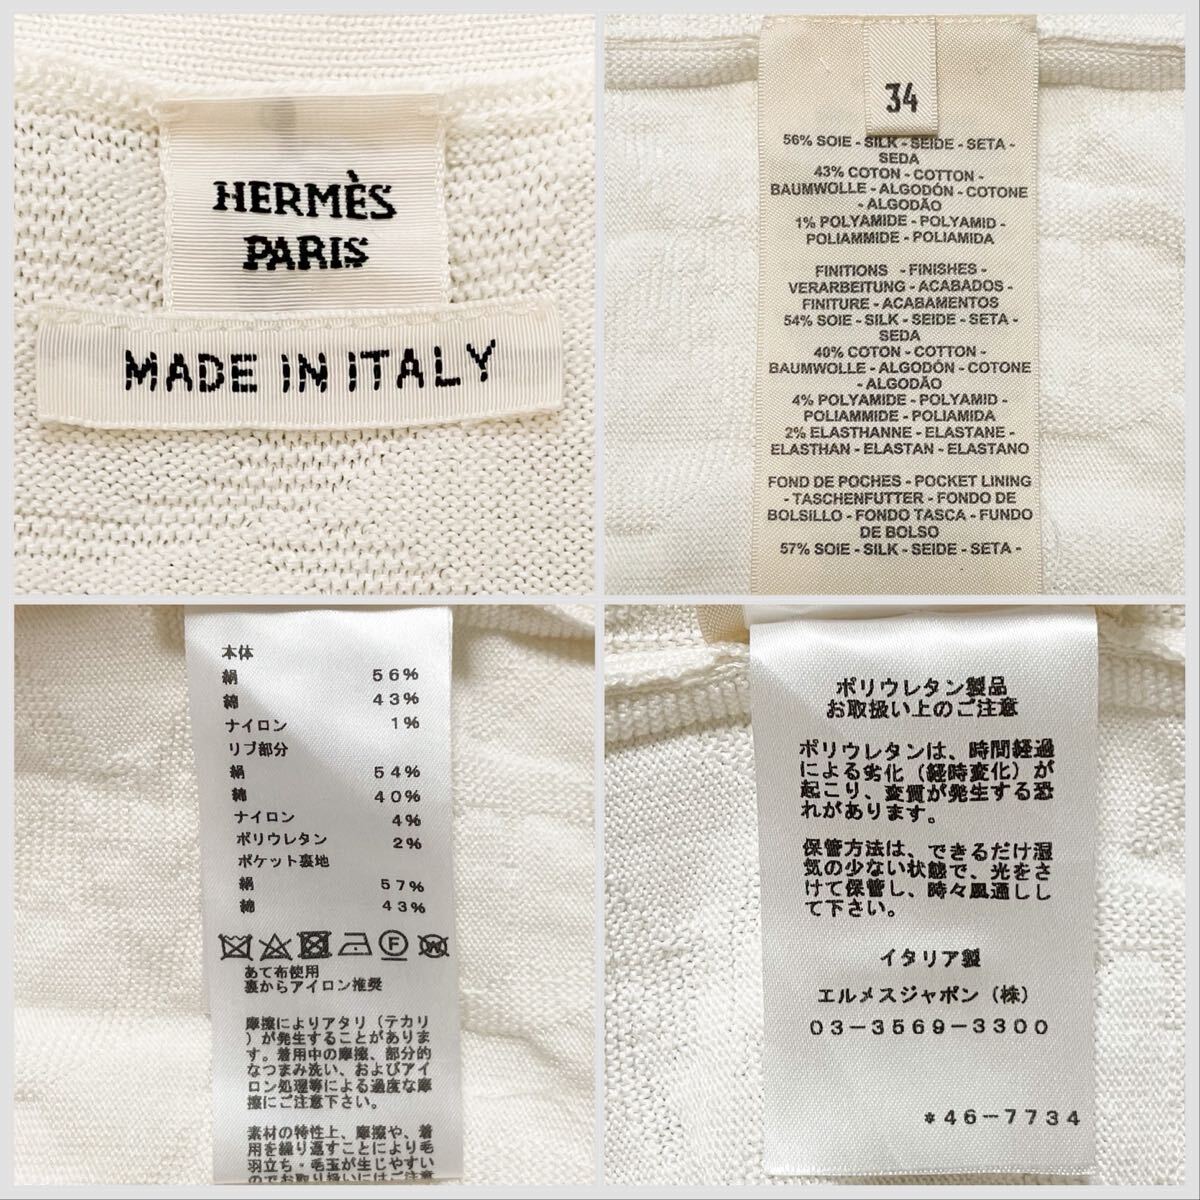 HERMÈS
PARIS
MADE IN ITALY
34
56% SOIE - SILK - SEIDE - SETA -
SEDA
43% COTON - COTTON -
BAUMWOLLE - ALGODÓN - COTONE
- ALGODÃO
1% POLYAMIDE - POLYAMID -
POLIAMMIDE - POLIAMIDA
FINITIONS - FINISHES -
VERARBEITUNG - ACABADOS -
FINITURE - ACABAMENTOS
54% SOIE - SILK - SEIDE - SETA -
SEDA
40% COTON - COTTON -
BAUMWOLLE - ALGODÓN - COTONE
- ALGODÃO
4% POLYAMIDE - POLYAMID -
POLIAMMIDE - POLIAMIDA
2% ELASTHANNE - ELASTANE -
ELASTHAN - ELASTAN - ELASTANO
FOND DE POCHES - POCKET LINING
- TASCHENFUTTER - FONDO DE
BOLSILLO - FONDO TASCA - FUNDO
DE BOLSO
57% SOIE - SILK - SEIDE - SETA -
本体
絹 56%
綿 43%
ナイロン 1%
リブ部分
絹 54%
綿 40%
ナイロン 4%
ポリウレタン 2%
ポケット裏地
絹 57%
綿 43%
F W
あて布使用
裏からアイロン推奨
摩擦によりアタリ（テカリ
）が発生することがありま
す。着用中の摩擦、部分的
なつまみ洗い、およびアイ
ロン処理等による過度な摩
擦にご注意下さい。
素材の特性上、摩擦や、着
用を繰り返すことにより毛
羽立ち・毛玉が生じやすい
のでお取り扱いにはご注意
ポリウレタン製品
お取扱い上のご注意
ポリウレタンは、時間経過
による劣化（経時変化）が
起こり、変質が発生する恐
れがあります。
保管方法は、できるだけ湿
気の少ない状態で、光をさ
けて保管し、時々風通しし
て下さい。
イタリア製
エルメスジャポン（株）
03-3569-3300
*46-7734